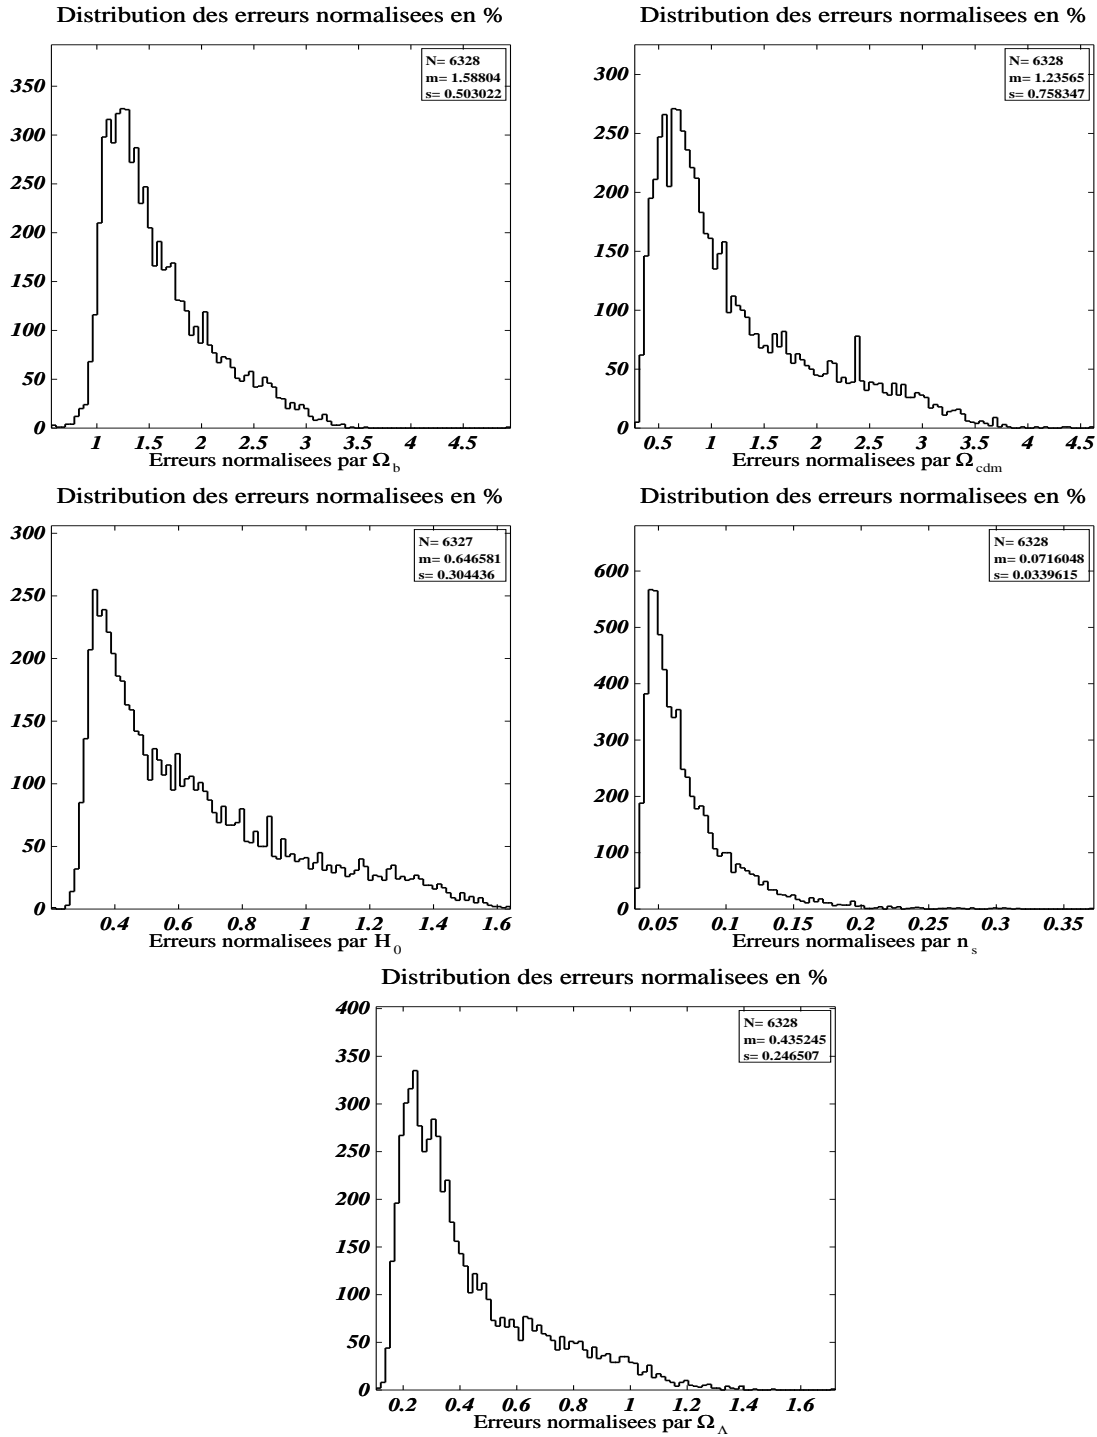 Distribution des erreurs normalisees en %
N= 6328
m= 1.58804
s= 0.503022
350
300
250
200
150
100
50
0
1 1.5 2 2.5 3 3.5 4 4.5
Erreurs normalisees par Ω_b
Distribution des erreurs normalisees en %
N= 6328
m= 1.23565
s= 0.758347
300
250
200
150
100
50
0
0.5 1 1.5 2 2.5 3 3.5 4 4.5
Erreurs normalisees par Ω_cdm
Distribution des erreurs normalisees en %
N= 6327
m= 0.646581
s= 0.304436
300
250
200
150
100
50
0
0.4 0.6 0.8 1 1.2 1.4 1.6
Erreurs normalisees par H_0
Distribution des erreurs normalisees en %
N= 6328
m= 0.0716048
s= 0.0339615
600
500
400
300
200
100
0
0.05 0.1 0.15 0.2 0.25 0.3 0.35
Erreurs normalisees par n_s
Distribution des erreurs normalisees en %
N= 6328
m= 0.435245
s= 0.246507
400
350
300
250
200
150
100
50
0
0.2 0.4 0.6 0.8 1 1.2 1.4 1.6
Erreurs normalisees par Ω_Λ